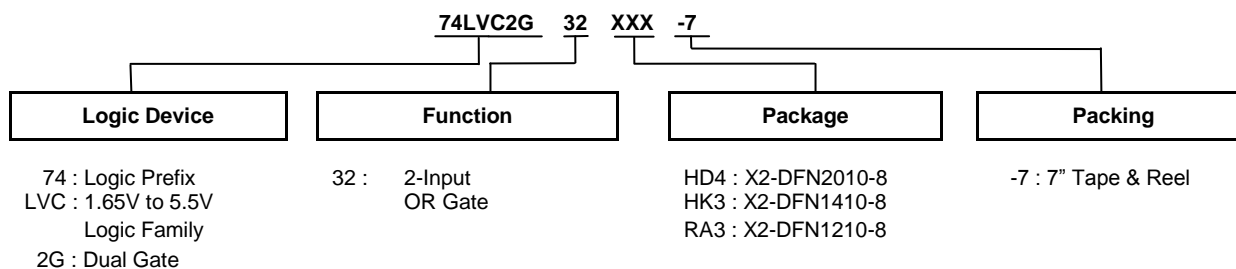 74LVC2G 32 XXX -7
Logic Device
Function
Package
Packing
74 : Logic Prefix
LVC : 1.65V to 5.5V
Logic Family
2G : Dual Gate
32 : 2-Input
OR Gate
HD4 : X2-DFN2010-8
HK3 : X2-DFN1410-8
RA3 : X2-DFN1210-8
-7 : 7” Tape & Reel